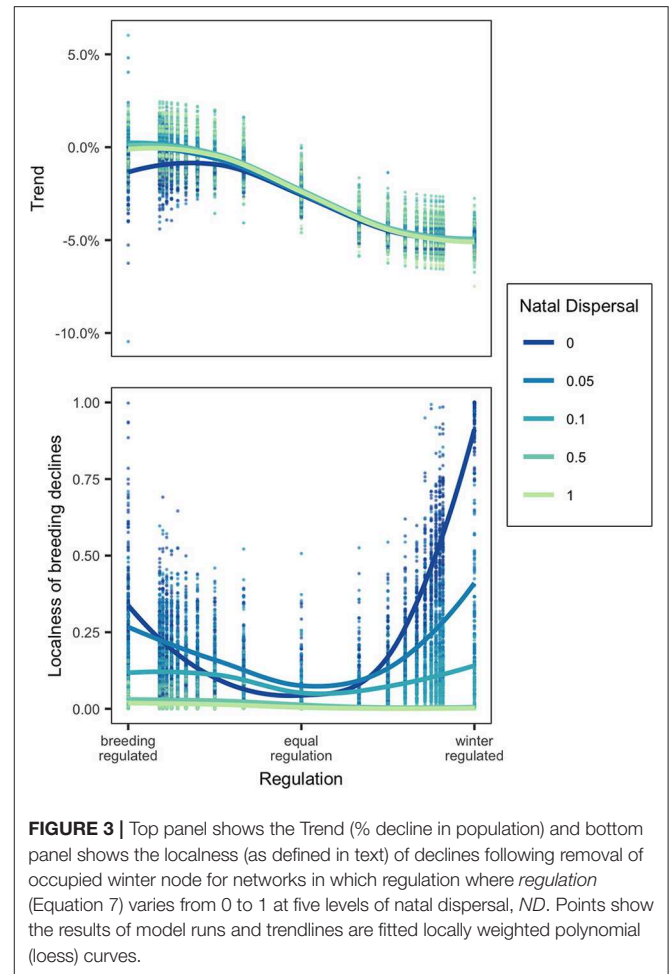 5.0%
0.0%
-5.0%
-10.0%
Trend
1.00
0.75
0.50
0.25
0.00
Localness of breeding declines
breeding
regulated
equal
regulation
winter
regulated
Regulation
Natal Dispersal
0
0.05
0.1
0.5
1
FIGURE 3 | Top panel shows the Trend (% decline in population) and bottom
panel shows the localness (as defined in text) of declines following removal of
occupied winter node for networks in which regulation where regulation
(Equation 7) varies from 0 to 1 at five levels of natal dispersal, ND. Points show
the results of model runs and trendlines are fitted locally weighted polynomial
(loess) curves.